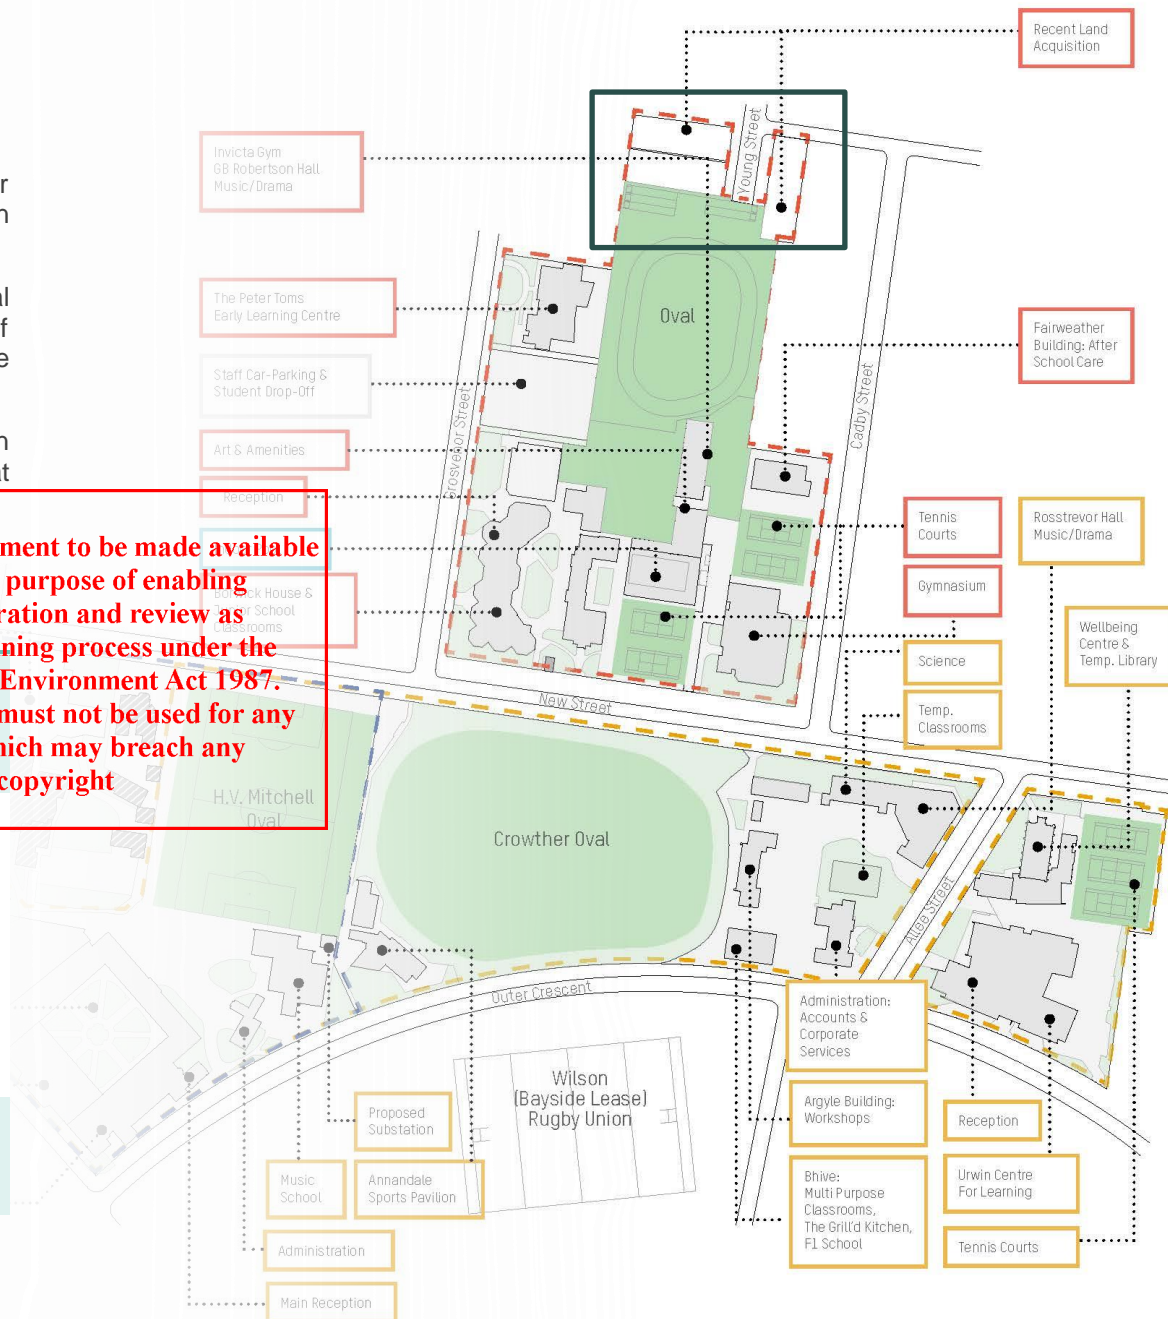 r
n
al
f
e
n
at
Recent Land
Acquisition
Invicta Gym
GB Robertson Hall
Music/Drama
Young Street
The Peter Toms
Early Learning Centre
Oval
Fairweather
Building: After
School Care
Staff Car-Parking &
Student Drop-Off
Grosvenor Street
Cadby Street
Art & Amenities
Reception
Tennis
Courts
Rosstrevor Hall
Music/Drama
ment to be made available
purpose of enabling
ration and review as
ning process under the
Environment Act 1987.
must not be used for any
hich may breach any
copyright
House &
School
Classrooms
Gymnasium
Science
Wellbeing
Centre &
Temp. Library
New Street
Temp.
Classrooms
H.V. Mitchell
Oval
Crowther Oval
Allee Street
Outer Crescent
Administration:
Accounts &
Corporate
Services
Wilson
(Bayside Lease)
Rugby Union
Proposed
Substation
Argyle Building:
Workshops
Reception
Music
School
Annandale
Sports Pavilion
Bhive:
Multi Purpose
Classrooms,
The Grill'd Kitchen,
F1 School
Urwin Centre
For Learning
Administration
Tennis Courts
Main Reception